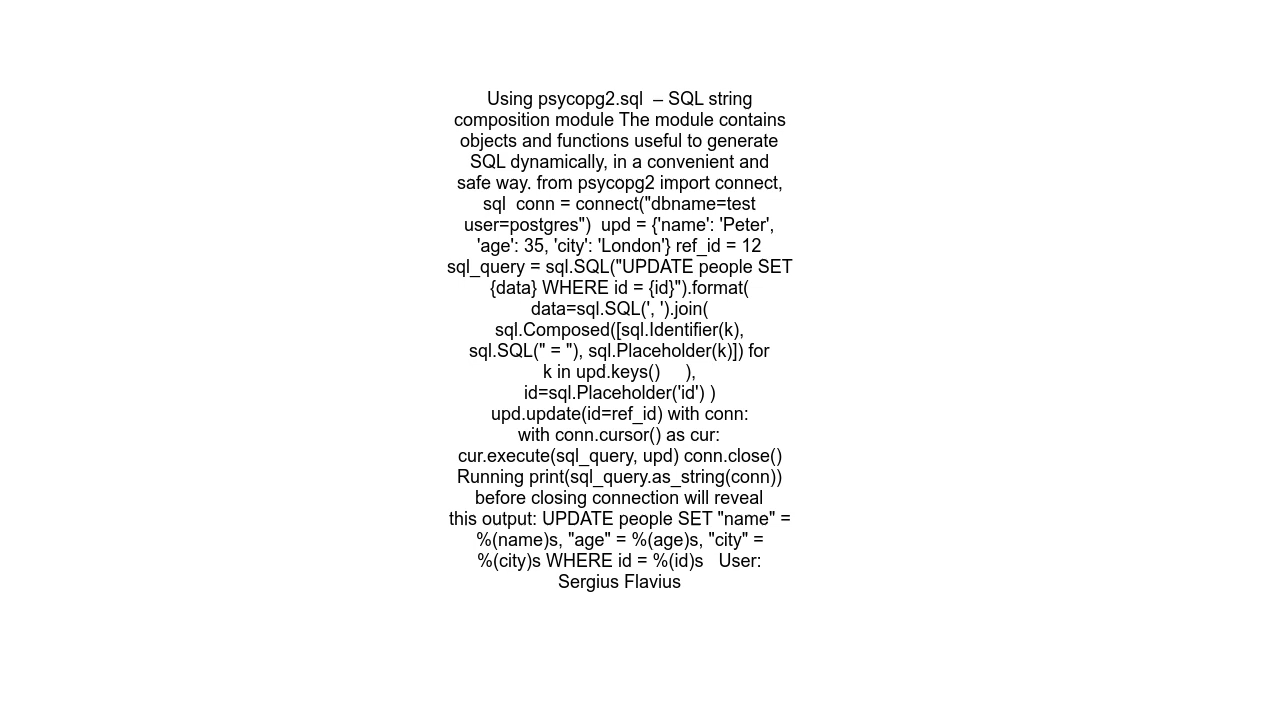 Using psycopg2.sql  – SQL string
composition module The module contains
objects and functions useful to generate
SQL dynamically, in a convenient and
safe way. from psycopg2 import connect,
sql  conn = connect("dbname=test
user=postgres")  upd = {'name': 'Peter',
'age': 35, 'city': 'London'} ref_id = 12
sql_query = sql.SQL("UPDATE people SET
{data} WHERE id = {id}").format(
data=sql.SQL(', ').join(
sql.Composed([sql.Identifier(k),
sql.SQL(" = "), sql.Placeholder(k)]) for
k in upd.keys()     ),
id=sql.Placeholder('id') )
upd.update(id=ref_id) with conn:
with conn.cursor() as cur:
cur.execute(sql_query, upd) conn.close()
Running print(sql_query.as_string(conn))
before closing connection will reveal
this output: UPDATE people SET "name" =
%(name)s, "age" = %(age)s, "city" =
%(city)s WHERE id = %(id)s   User:
Sergius Flavius